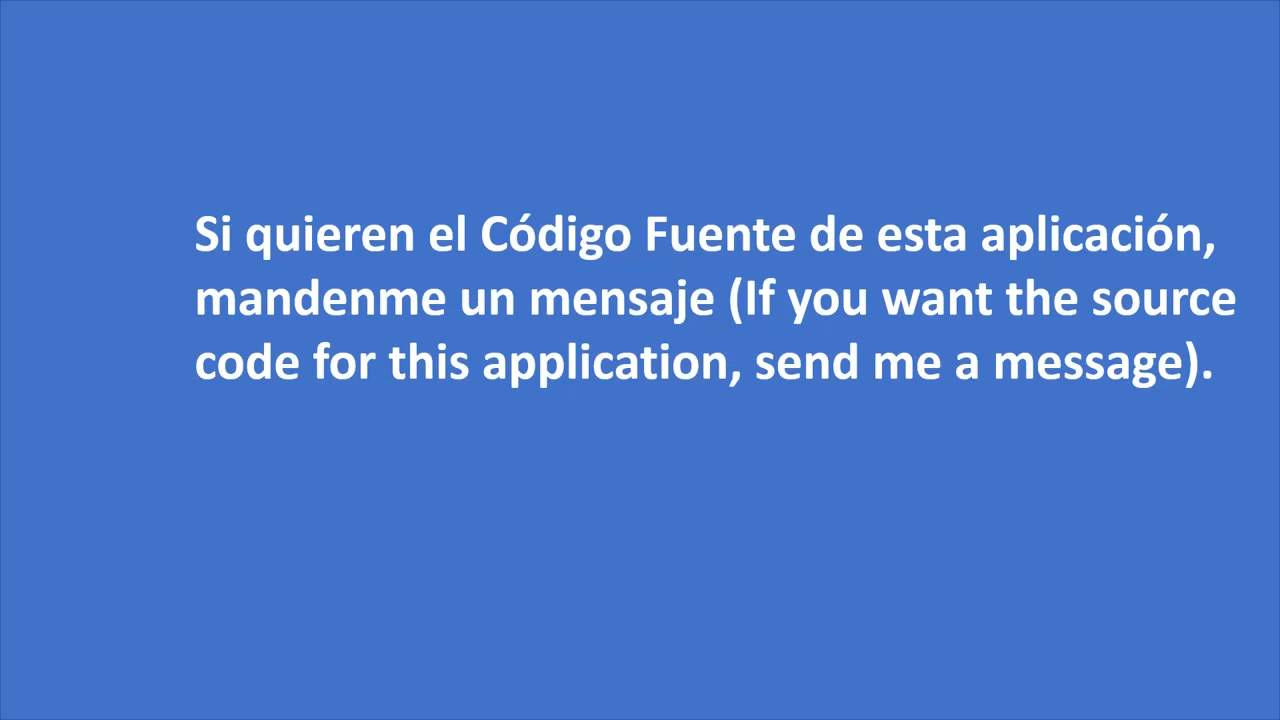 Si quieren el Código Fuente de esta aplicación,
mandenme un mensaje (If you want the source
code for this application, send me a message).